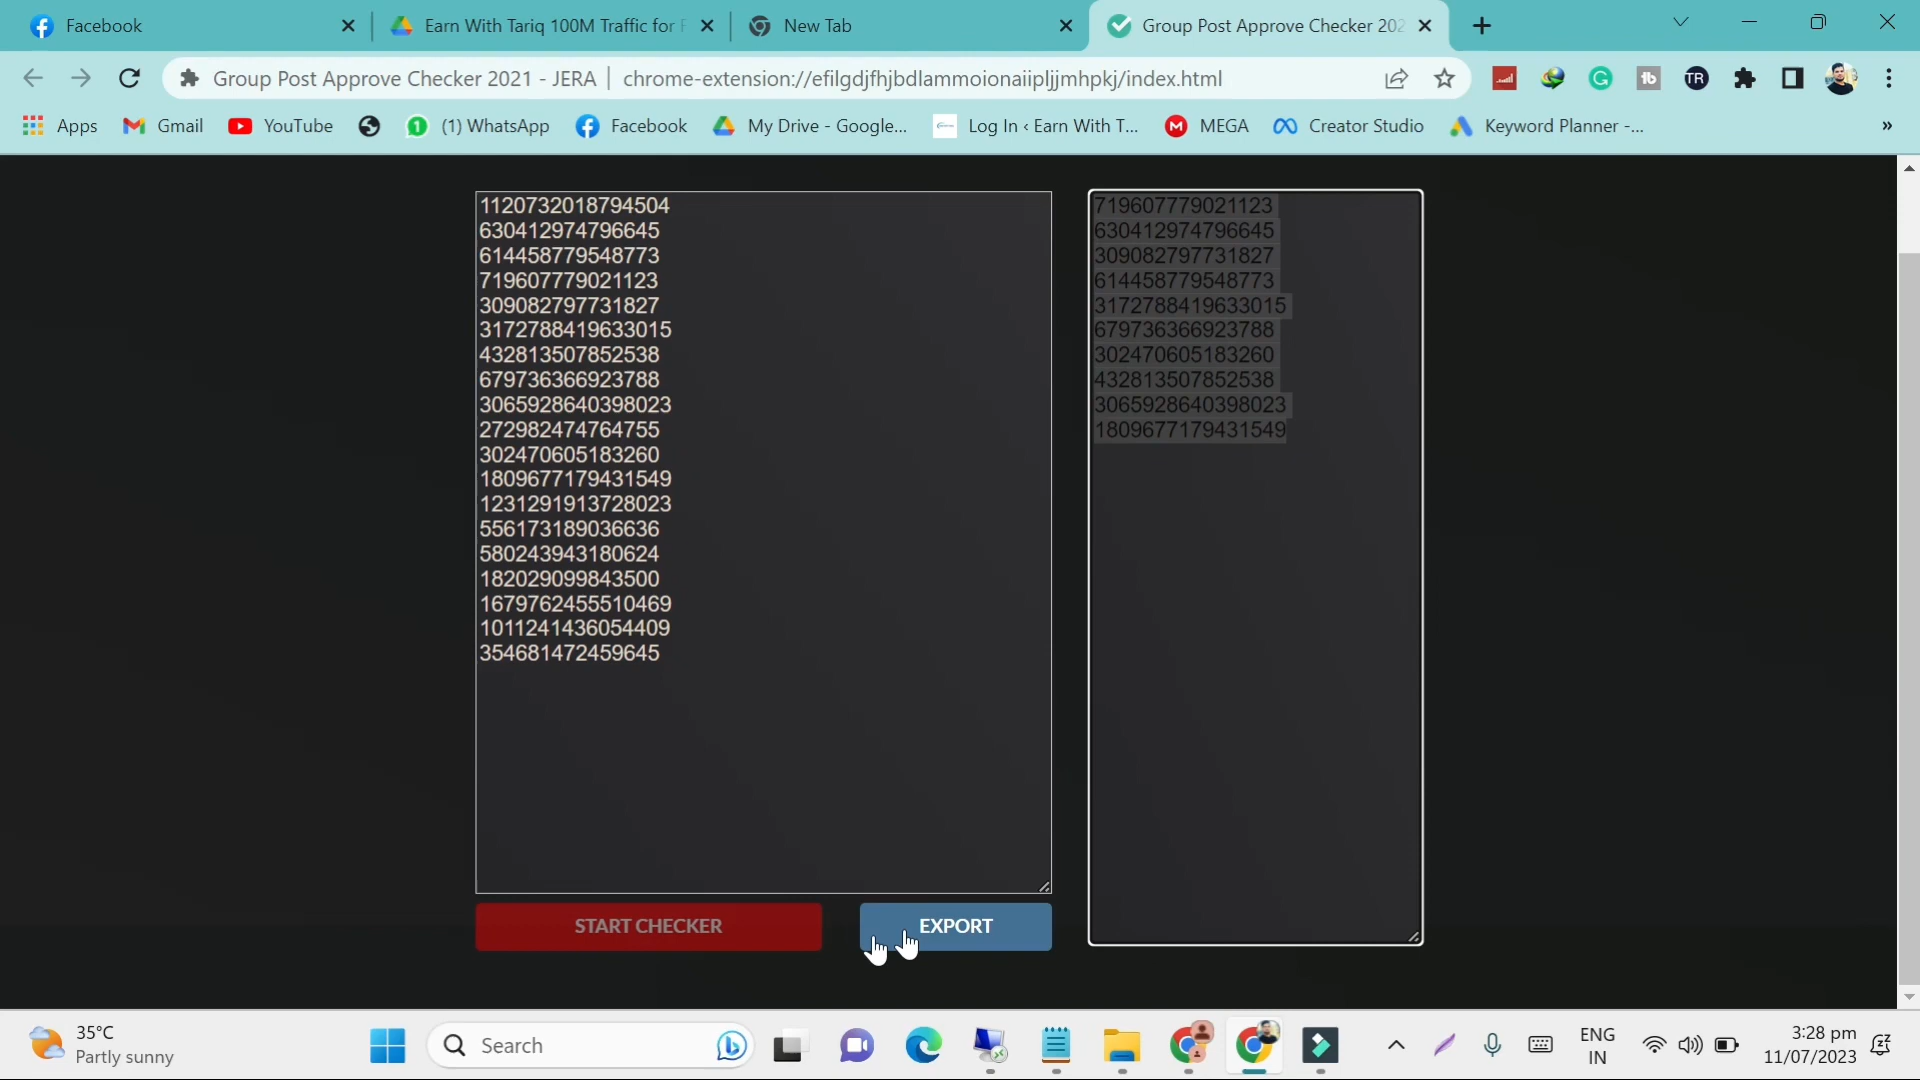 Facebook
Earn With Tariq 100M Traffic for F
New Tab
Group Post Approve Checker 202
Group Post Approve Checker 2021 - JERA | chrome-extension://efilgdjfhjbdlammoionaiipljjmhpkj/index.html
Apps
Gmail
YouTube
(1) WhatsApp
Facebook
My Drive - Google...
Log In ‹ Earn With T...
MEGA
Creator Studio
Keyword Planner -...
»
1120732018794504
630412974796645
614458779548773
719607779021123
309082797731827
3172788419633015
432813507852538
679736366923788
3065928640398023
272982474764755
302470605183260
1809677179431549
1231291913728023
556173189036636
580243943180624
182029099843500
1679762455510469
1011241436054409
354681472459645
719607779021123
630412974796645
309082797731827
614458779548773
3172788419633015
679736366923788
302470605183260
432813507852538
3065928640398023
1809677179431549
START CHECKER
EXPORT
35°C
Partly sunny
Search
ENG
IN
3:28 pm
11/07/2023